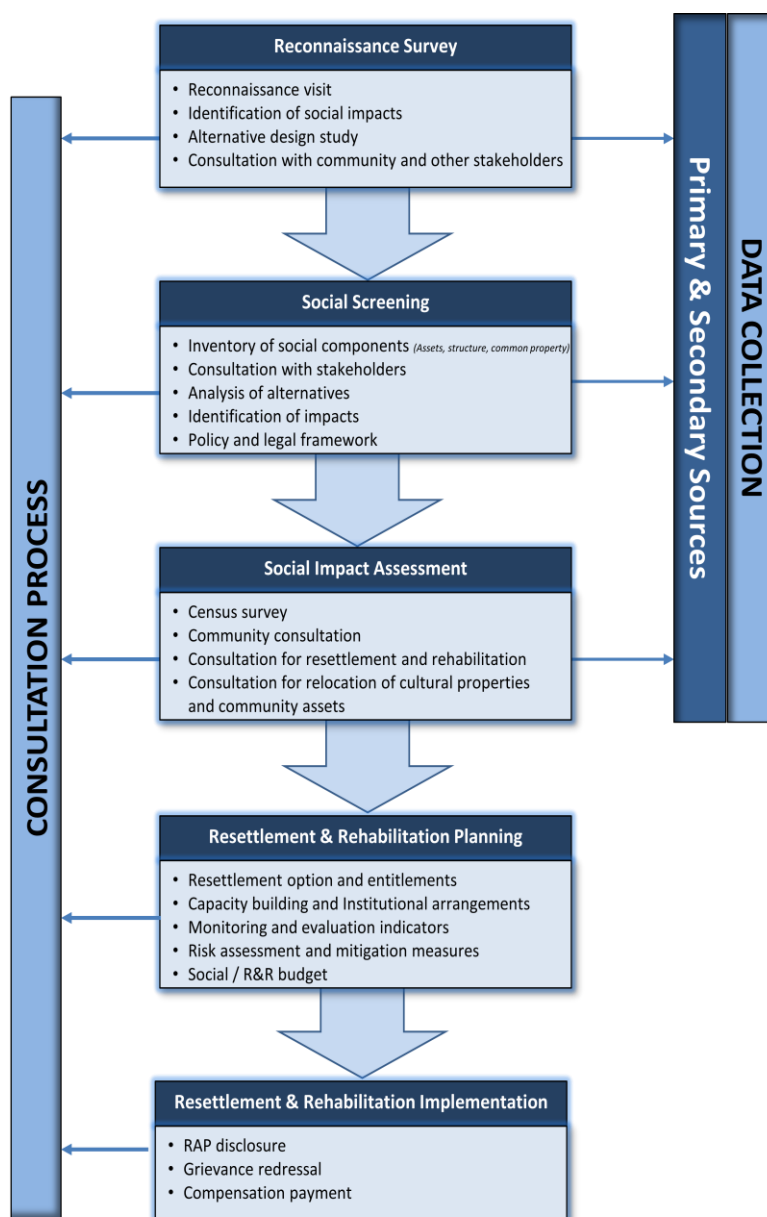 Reconnaissance Survey
• Reconnaissance visit
• Identification of social impacts
• Alternative design study
• Consultation with community and other stakeholders
Social Screening
• Inventory of social components (Assets, structure, common property)
• Consultation with stakeholders
• Analysis of alternatives
• Identification of impacts
• Policy and legal framework
Social Impact Assessment
• Census survey
• Community consultation
• Consultation for resettlement and rehabilitation
• Consultation for relocation of cultural properties
and community assets
Resettlement & Rehabilitation Planning
• Resettlement option and entitlements
• Capacity building and Institutional arrangements
• Monitoring and evaluation indicators
• Risk assessment and mitigation measures
• Social / R&R budget
Resettlement & Rehabilitation Implementation
• RAP disclosure
• Grievance redressal
• Compensation payment
CONSULTATION PROCESS
Primary & Secondary Sources
DATA COLLECTION